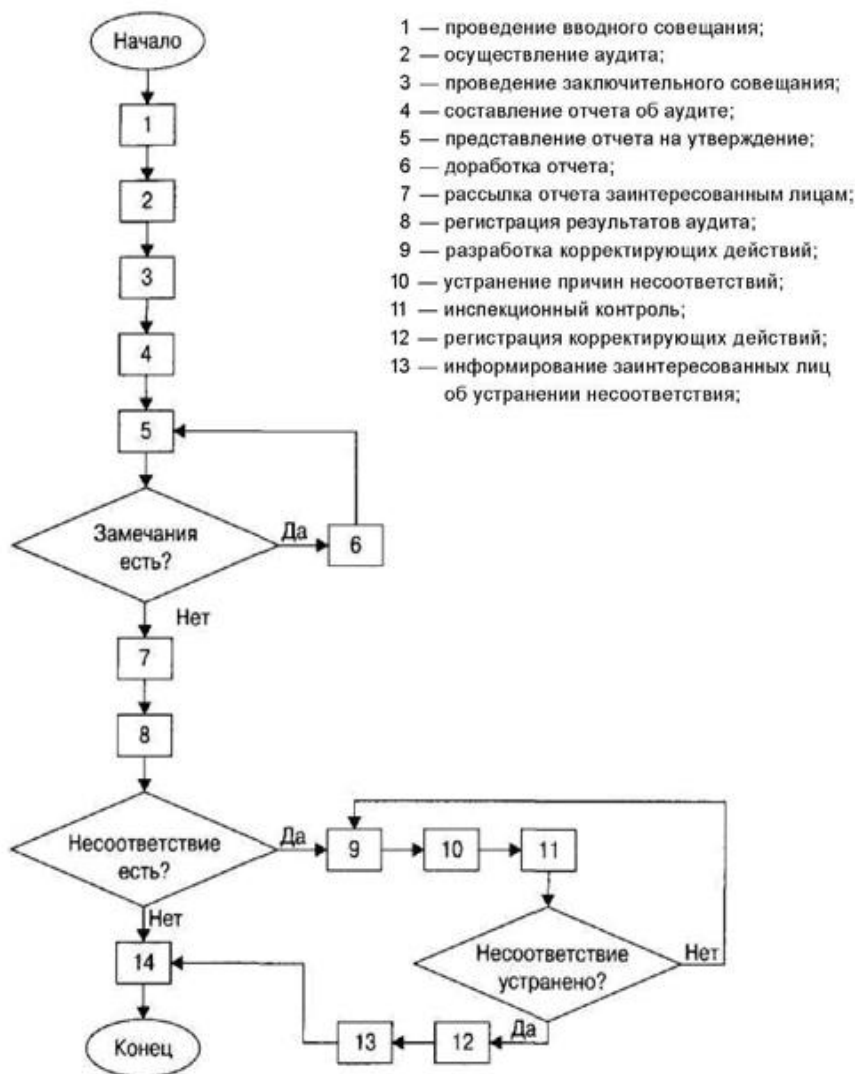 Начало
1
2
3
4
5
Замечания
есть?
Да
6
Нет
7
8
Несоответствие
есть?
Да
9
10
11
Нет
14
Несоответствие
устранено?
Нет
Да
12
13
Конец
1 — проведение вводного совещания;
2 — осуществление аудита;
3 — проведение заключительного совещания;
4 — составление отчета об аудите;
5 — представление отчета на утверждение;
6 — доработка отчета;
7 — рассылка отчета заинтересованным лицам;
8 — регистрация результатов аудита;
9 — разработка корректирующих действий;
10 — устранение причин несоответствий;
11 — инспекционный контроль;
12 — регистрация корректирующих действий;
13 — информирование заинтересованных лиц
об устранении несоответствия;